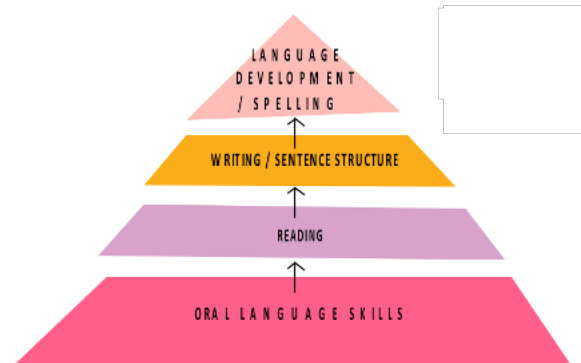 LANGUAGE
DEVELOPMENT
/ SPELLING
WRITING / SENTENCE STRUCTURE
READING
ORAL LANGUAGE SKILLS